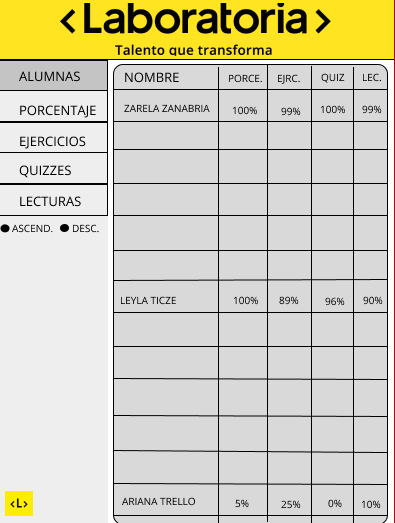 <Laboratoria>
Talento que transforma
ALUMNAS
PORCENTAJE
EJERCICIOS
QUIZZES
LECTURAS
ASCEND. DESC.
NOMBRE PORCE. EJRC. QUIZ LEC.
ZARELA ZANABRIA 100% 99% 100% 99%
LEYLA TICZE 100% 89% 96% 90%
ARIANA TRELLO 5% 25% 0% 10%
<L>